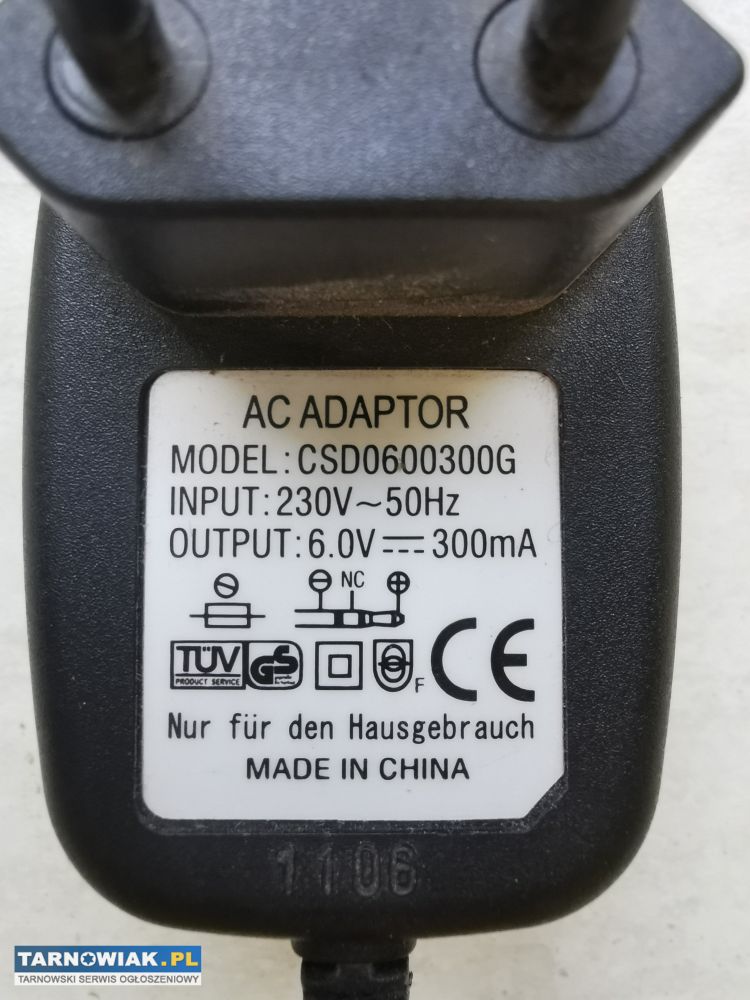 AC ADAPTOR
MODEL: CSD0600300G
INPUT: 230V~50Hz
OUTPUT: 6.0V⎓300mA
NC
TÜV GS
PRODUCT SERVICE
F
CE
Nur für den Hausgebrauch
MADE IN CHINA
1106
TARNOWIAK.PL
TARNOWSKI SERWIS OGŁOSZENIOWY